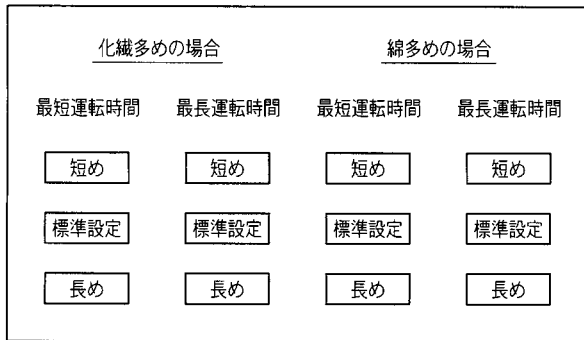 化繊多めの場合 綿多めの場合
最短運転時間 最長運転時間 最短運転時間 最長運転時間
短め 短め 短め 短め
標準設定 標準設定 標準設定 標準設定
長め 長め 長め 長め